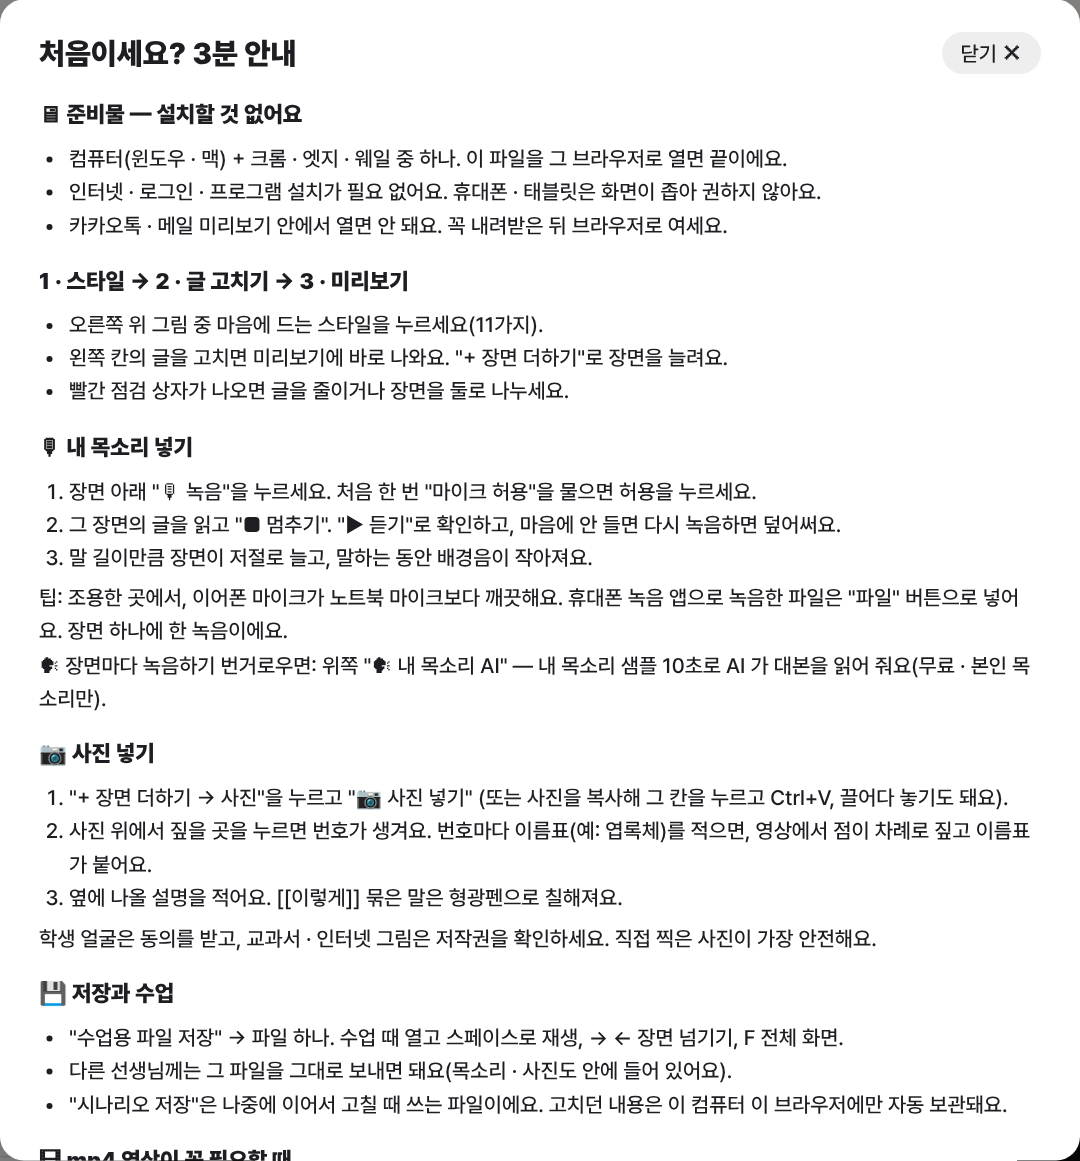 처음이세요? 3분 안내
닫기 ✕
🖥 준비물 — 설치할 것 없어요
• 컴퓨터(윈도우 · 맥) + 크롬 · 엣지 · 웨일 중 하나. 이 파일을 그 브라우저로 열면 끝이에요.
• 인터넷 · 로그인 · 프로그램 설치가 필요 없어요. 휴대폰 · 태블릿은 화면이 좁아 권하지 않아요.
• 카카오톡 · 메일 미리보기 안에서 열면 안 돼요. 꼭 내려받은 뒤 브라우저로 여세요.
1 · 스타일 → 2 · 글 고치기 → 3 · 미리보기
• 오른쪽 위 그림 중 마음에 드는 스타일을 누르세요(11가지).
• 왼쪽 칸의 글을 고치면 미리보기에 바로 나와요. "+ 장면 더하기"로 장면을 늘려요.
• 빨간 점검 상자가 나오면 글을 줄이거나 장면을 둘로 나누세요.
🎙 내 목소리 넣기
1. 장면 아래 "🎙 녹음"을 누르세요. 처음 한 번 "마이크 허용"을 물으면 허용을 누르세요.
2. 그 장면의 글을 읽고 "■ 멈추기". "▶ 듣기"로 확인하고, 마음에 안 들면 다시 녹음하면 덮어써요.
3. 말 길이만큼 장면이 저절로 늘고, 말하는 동안 배경음이 작아져요.
팁: 조용한 곳에서, 이어폰 마이크가 노트북 마이크보다 깨끗해요. 휴대폰 녹음 앱으로 녹음한 파일은 "파일" 버튼으로 넣어
요. 장면 하나에 한 녹음이에요.
🗣 장면마다 녹음하기 번거로우면: 위쪽 "🗣 내 목소리 AI" — 내 목소리 샘플 10초로 AI 가 대본을 읽어 줘요(무료 · 본인 목
소리만).
📷 사진 넣기
1. "+ 장면 더하기 → 사진"을 누르고 "📷 사진 넣기" (또는 사진을 복사해 그 칸을 누르고 Ctrl+V, 끌어다 놓기도 돼요).
2. 사진 위에서 짚을 곳을 누르면 번호가 생겨요. 번호마다 이름표(예: 엽록체)를 적으면, 영상에서 점이 차례로 짚고 이름표
가 붙어요.
3. 옆에 나올 설명을 적어요. [[이렇게]] 묶은 말은 형광펜으로 칠해져요.
학생 얼굴은 동의를 받고, 교과서 · 인터넷 그림은 저작권을 확인하세요. 직접 찍은 사진이 가장 안전해요.
💾 저장과 수업
• "수업용 파일 저장" → 파일 하나. 수업 때 열고 스페이스로 재생, → ← 장면 넘기기, F 전체 화면.
• 다른 선생님께는 그 파일을 그대로 보내면 돼요(목소리 · 사진도 안에 들어 있어요).
• "시나리오 저장"은 나중에 이어서 고칠 때 쓰는 파일이에요. 고치던 내용은 이 컴퓨터 이 브라우저에만 자동 보관돼요.
🎞 mp4 영상이 꼭 필요할 때